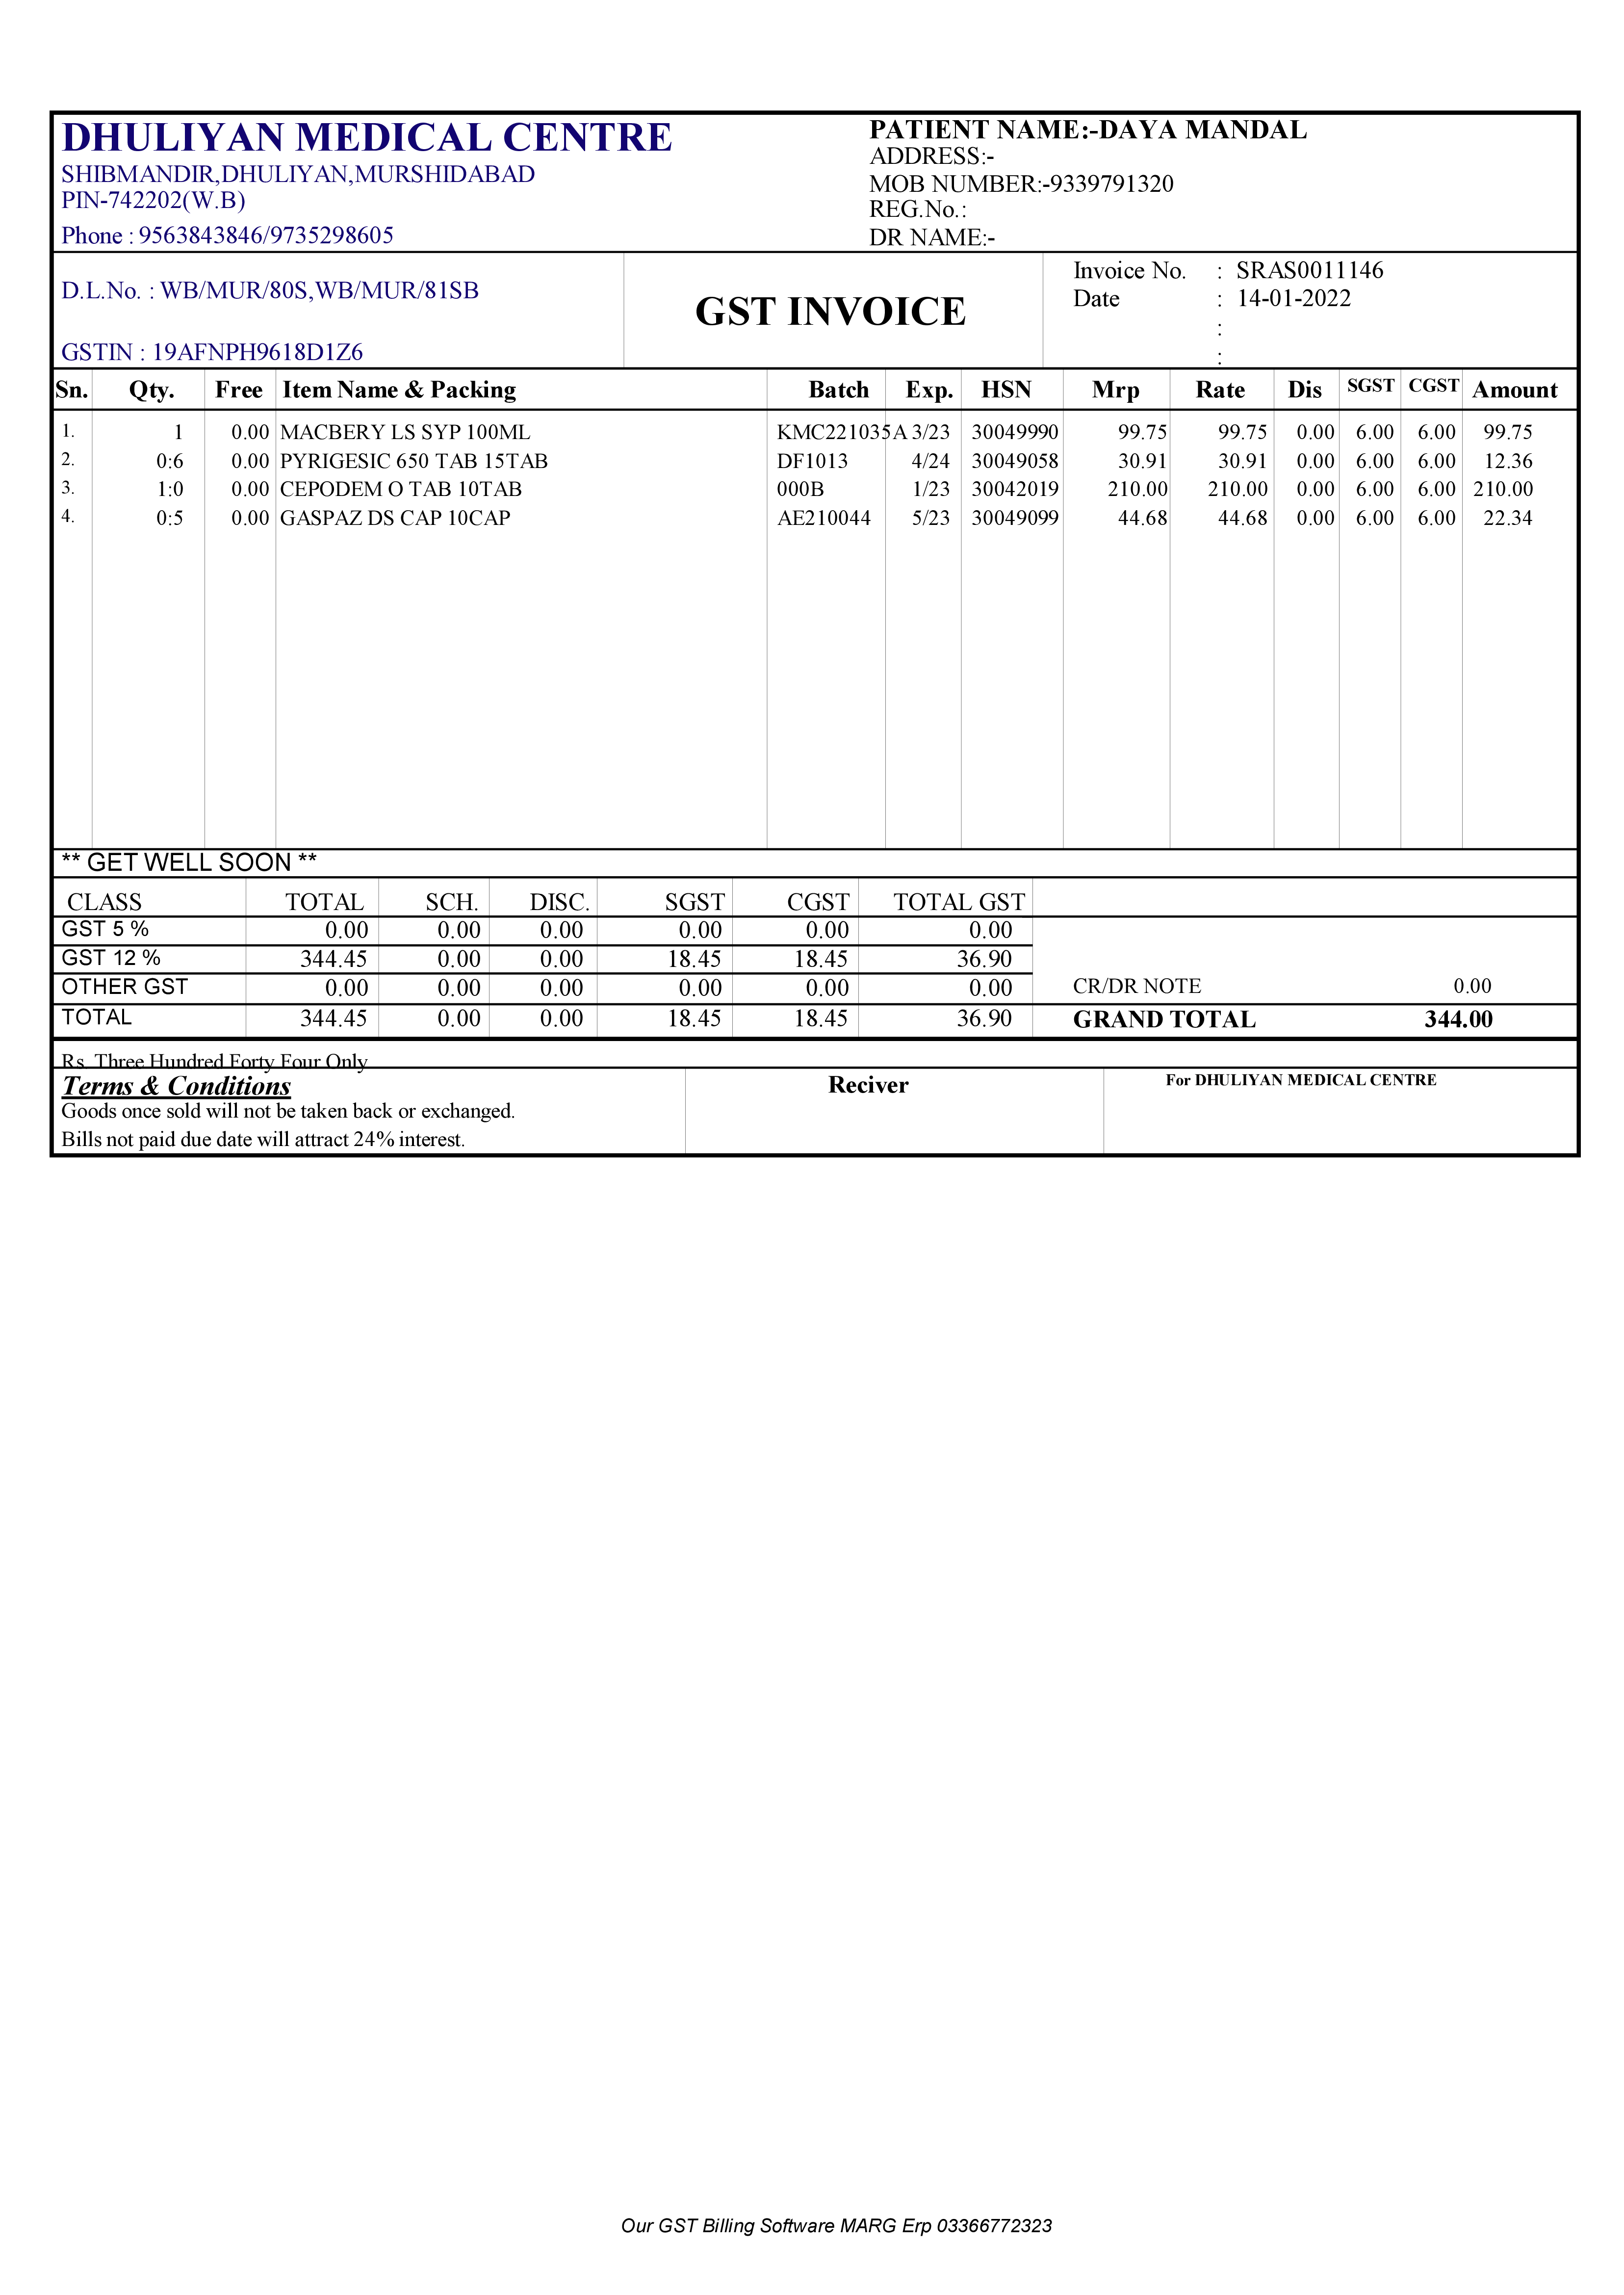 DHULIYAN MEDICAL CENTRE
SHIBMANDIR,DHULIYAN,MURSHIDABAD
PIN-742202(W.B)
Phone : 9563843846/9735298605
PATIENT NAME:-DAYA MANDAL
ADDRESS:-
MOB NUMBER:-9339791320
REG.No.:
DR NAME:-
D.L.No. : WB/MUR/80S,WB/MUR/81SB
GSTIN : 19AFNPH9618D1Z6
GST INVOICE
Invoice No. : SRAS0011146
Date : 14-01-2022
:
:
Sn. Qty. Free Item Name & Packing Batch Exp. HSN Mrp Rate Dis SGST CGST Amount
1. 1 0.00 MACBERY LS SYP 100ML KMC221035A 3/23 30049990 99.75 99.75 0.00 6.00 6.00 99.75
2. 0:6 0.00 PYRIGESIC 650 TAB 15TAB DF1013 4/24 30049058 30.91 30.91 0.00 6.00 6.00 12.36
3. 1:0 0.00 CEPODEM O TAB 10TAB 000B 1/23 30042019 210.00 210.00 0.00 6.00 6.00 210.00
4. 0:5 0.00 GASPAZ DS CAP 10CAP AE210044 5/23 30049099 44.68 44.68 0.00 6.00 6.00 22.34
** GET WELL SOON **
CLASS TOTAL SCH. DISC. SGST CGST TOTAL GST
GST 5 % 0.00 0.00 0.00 0.00 0.00 0.00
GST 12 % 344.45 0.00 0.00 18.45 18.45 36.90
OTHER GST 0.00 0.00 0.00 0.00 0.00 0.00 CR/DR NOTE 0.00
TOTAL 344.45 0.00 0.00 18.45 18.45 36.90 GRAND TOTAL 344.00
Rs. Three Hundred Forty Four Only
Terms & Conditions
Goods once sold will not be taken back or exchanged.
Bills not paid due date will attract 24% interest.
Reciver
For DHULIYAN MEDICAL CENTRE
Our GST Billing Software MARG Erp 03366772323